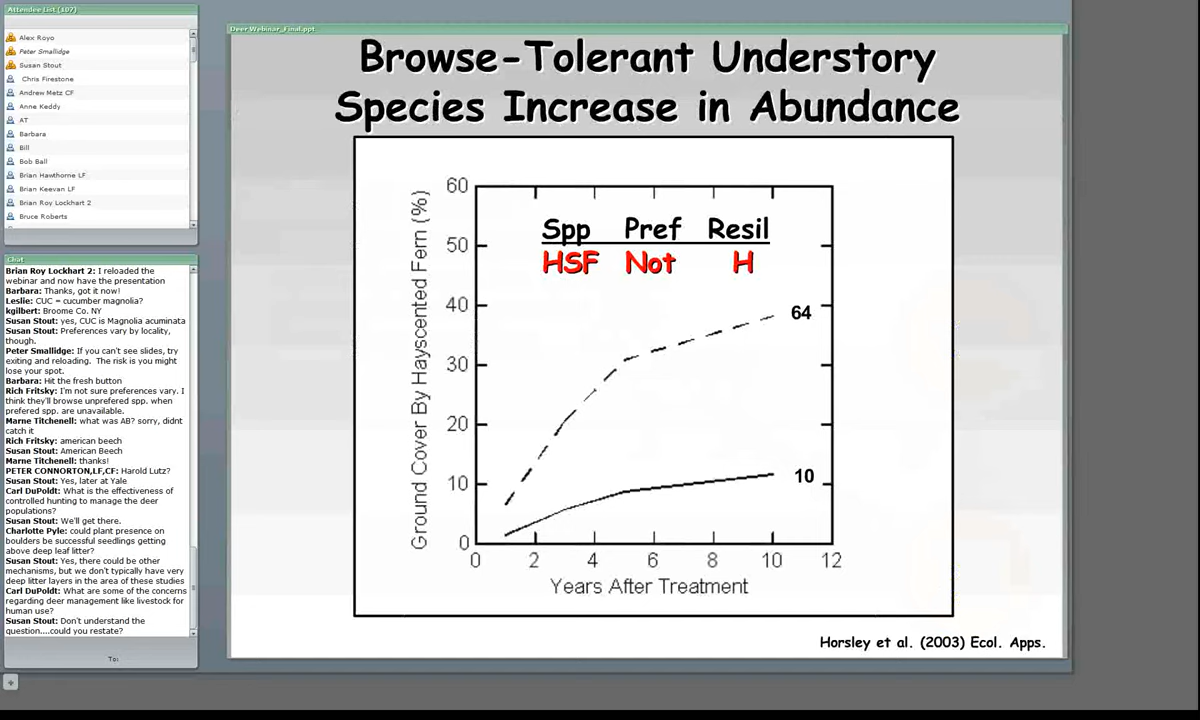 Attendee List (107)
Alex Royo
Peter Smallidge
Susan Stout
Chris Firestone
Andrew Metz CF
Anne Keddy
AT
Barbara
Bill
Bob Ball
Brian Hawthorne LF
Brian Keevan LF
Brian Roy Lockhart 2
Bruce Roberts
Chat
Brian Roy Lockhart 2: I reloaded the
webinar and now have the presentation
Barbara: Thanks, got it now!
Leslie: CUC = cucumber magnolia?
kgilbert: Broome Co. NY
Susan Stout: yes, CUC is Magnolia acuminata
Susan Stout: Preferences vary by locality,
though.
Peter Smallidge: If you can't see slides, try
exiting and reloading. The risk is you might
lose your spot.
Barbara: Hit the fresh button
Rich Fritsky: I'm not sure preferences vary. I
think they'll browse unprefered spp. when
prefered spp. are unavailable.
Marne Titchenell: what was AB? sorry, didnt
catch it
Rich Fritsky: american beech
Susan Stout: American Beech
Marne Titchenell: thanks!
PETER CONNORTON,LF,CF: Harold Lutz?
Susan Stout: Yes, later at Yale
Carl DuPoldt: What is the effectiveness of
controlled hunting to manage the deer
populations?
Susan Stout: We'll get there.
Charlotte Pyle: could plant presence on
boulders be successful seedlings getting
above deep leaf litter?
Susan Stout: Yes, there could be other
mechanisms, but we don't typically have very
deep litter layers in the area of these studies
Carl DuPoldt: What are some of the concerns
regarding deer management like livestock for
human use?
Susan Stout: Don't understand the
question....could you restate?
To:
Deer Webinar_Final.ppt
Browse-Tolerant Understory
Species Increase in Abundance
Ground Cover By Hayscented Fern (%)
60
50
40
30
20
10
0
Spp Pref Resil
HSF Not H
64
10
0 2 4 6 8 10 12
Years After Treatment
Horsley et al. (2003) Ecol. Apps.